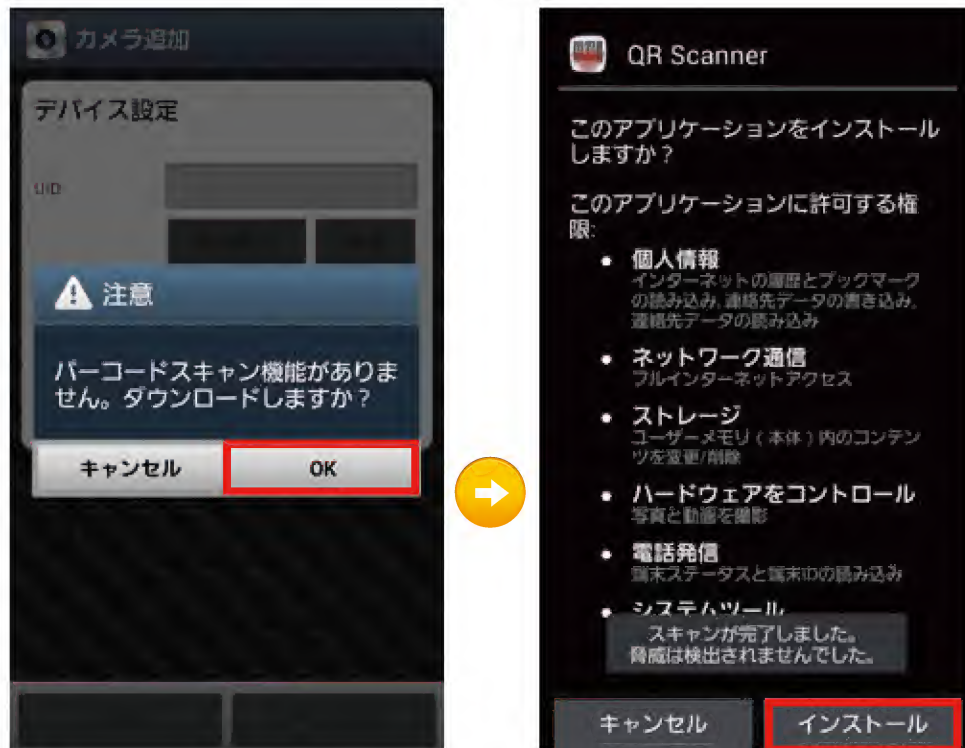 カメラ追加
デバイス設定
UID
注意
バーコードスキャン機能がありま
せん。ダウンロードしますか？
キャンセル
OK
QR Scanner
このアプリケーションをインストール
しますか？
このアプリケーションに許可する権
限:
個人情報
インターネットの履歴とブックマーク
の読み込み, 連絡先データの書き込み,
連絡先データの読み込み
ネットワーク通信
フルインターネットアクセス
ストレージ
ユーザーメモリ（本体）内のコンテン
ツを変更/削除
ハードウェアをコントロール
写真と動画を撮影
電話発信
端末ステータスと端末IDの読み込み
システムツール
スキャンが完了しました。
脅威は検出されませんでした。
キャンセル
インストール